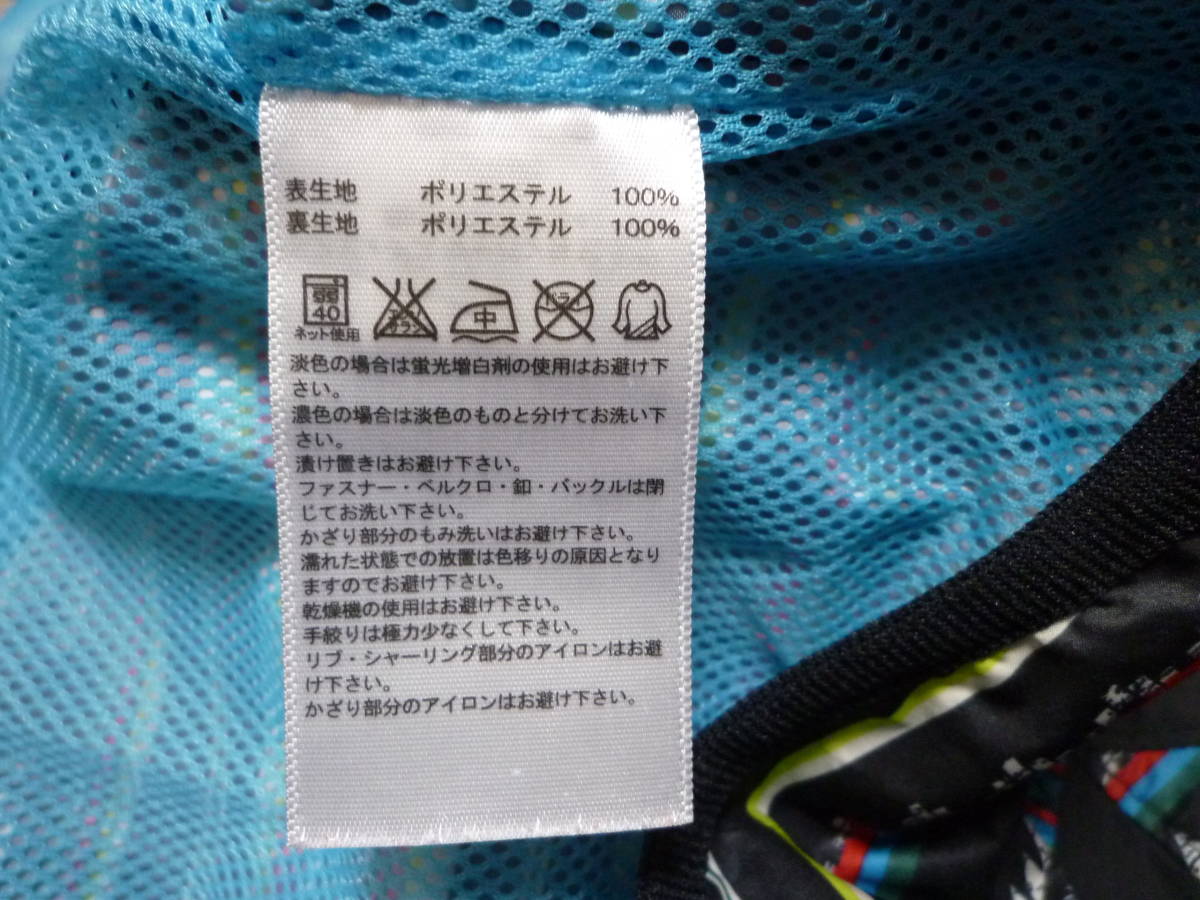 表生地 ポリエステル 100%
裏生地 ポリエステル 100%
弱
40
ネット使用
エンソ
サラシ
中
ドライ
淡色の場合は蛍光増白剤の使用はお避け下
さい。
濃色の場合は淡色のものと分けてお洗い下
さい。
漬け置きはお避け下さい。
ファスナー・ベルクロ・釦・バックルは閉
じてお洗い下さい。
かざり部分のもみ洗いはお避け下さい。
濡れた状態での放置は色移りの原因となり
ますのでお避け下さい。
乾燥機の使用はお避け下さい。
手絞りは極力少なくして下さい。
リブ・シャーリング部分のアイロンはお避
け下さい。
かざり部分のアイロンはお避け下さい。